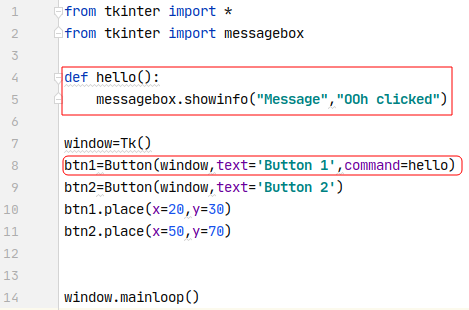 1 from tkinter import *
2 from tkinter import messagebox
3
4 def hello():
5     messagebox.showinfo("Message","OOh clicked")
6
7 window=Tk()
8 btn1=Button(window,text='Button 1',command=hello)
9 btn2=Button(window,text='Button 2')
10 btn1.place(x=20,y=30)
11 btn2.place(x=50,y=70)
12
13
14 window.mainloop()